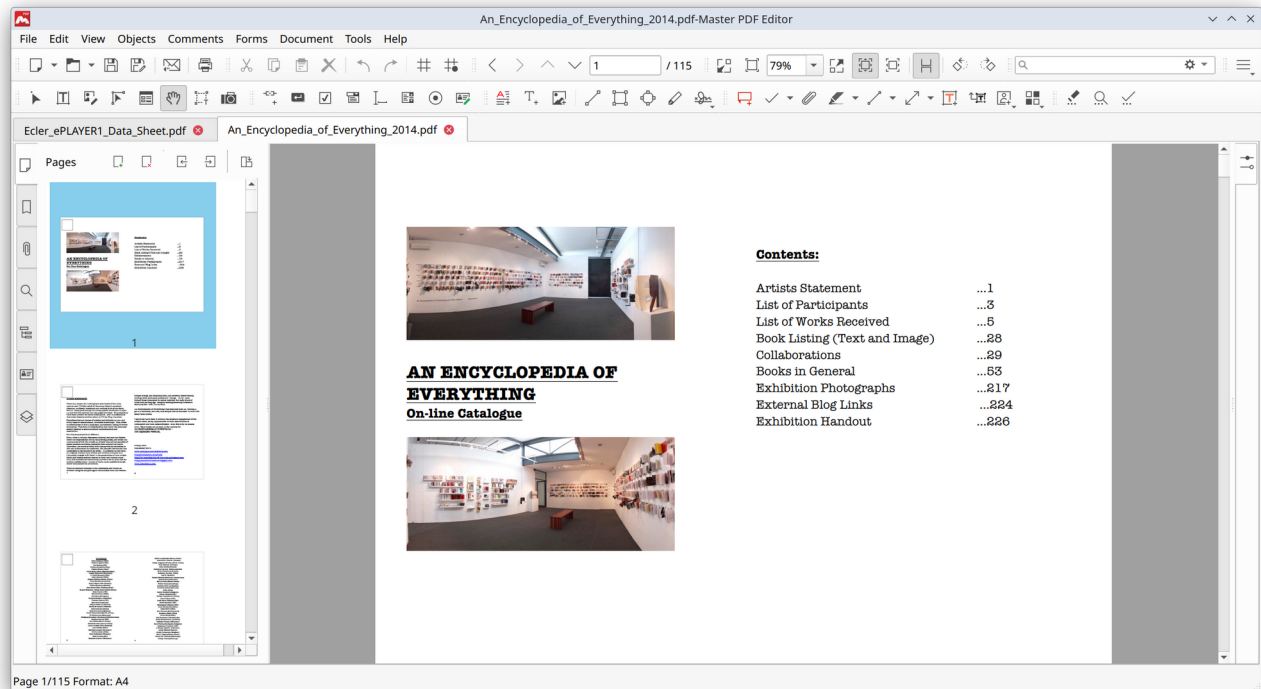 An_Encyclopedia_of_Everything_2014.pdf-Master PDF Editor
File Edit View Objects Comments Forms Document Tools Help
1 / 115 79%
Ecler_ePLAYER1_Data_Sheet.pdf An_Encyclopedia_of_Everything_2014.pdf
Pages
1
2
AN ENCYCLOPEDIA OF
EVERYTHING
On-line Catalogue
Contents:
Artists Statement ...1
List of Participants ...3
List of Works Received ...5
Book Listing (Text and Image) ...28
Collaborations ...29
Books in General ...53
Exhibition Photographs ...217
External Blog Links ...224
Exhibition Handout ...226
Page 1/115 Format: A4